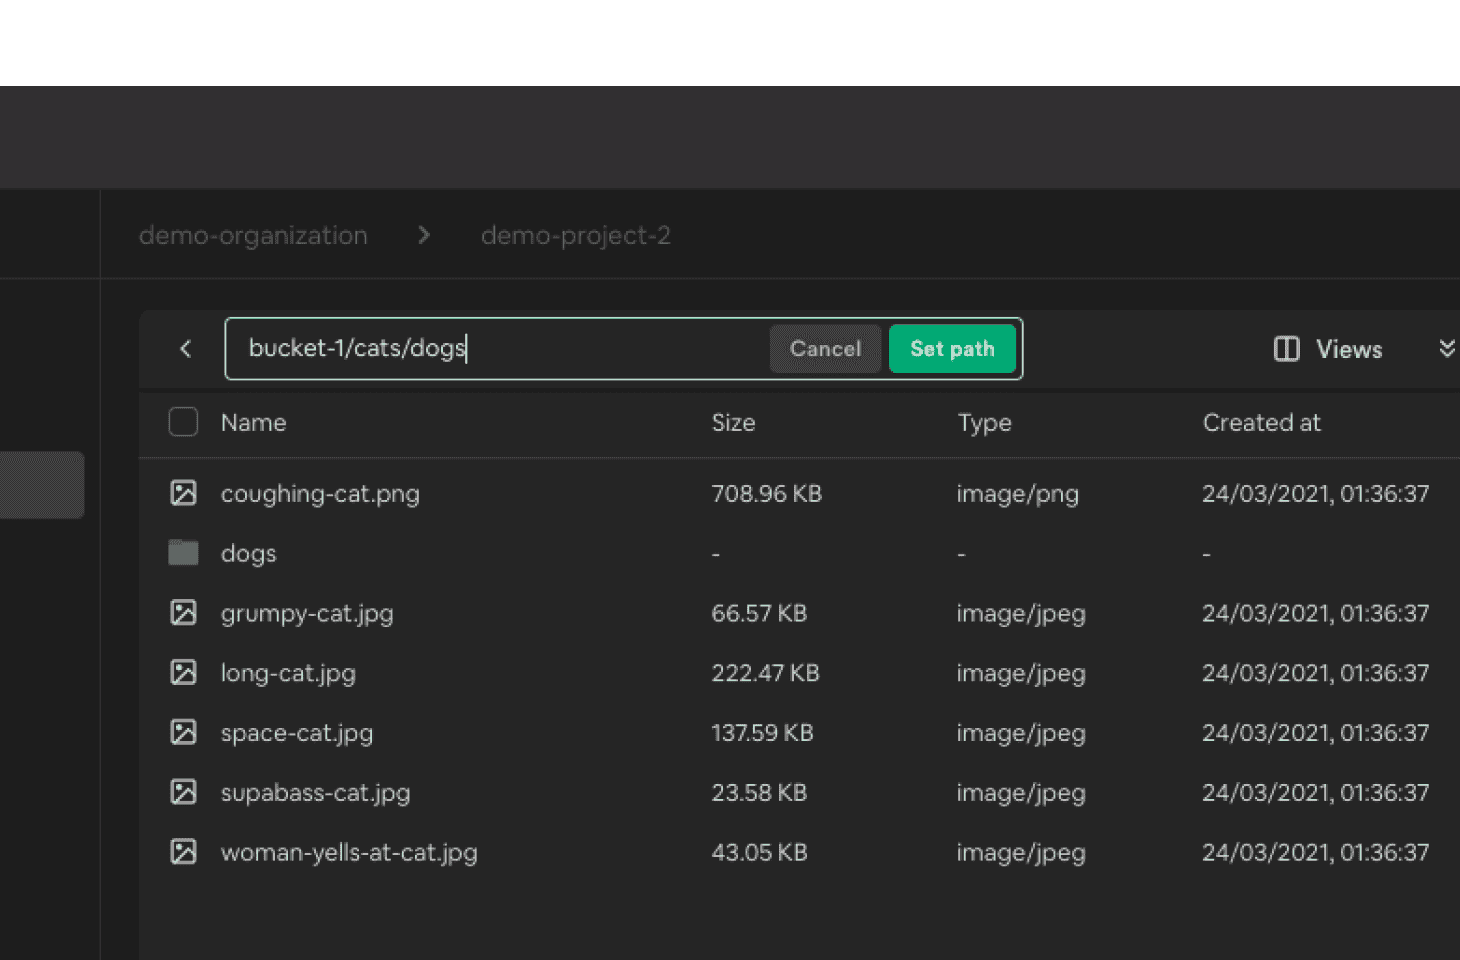 demo-organization > demo-project-2
bucket-1/cats/dogs Cancel Set path Views
Name Size Type Created at
coughing-cat.png 708.96 KB image/png 24/03/2021, 01:36:37
dogs - - -
grumpy-cat.jpg 66.57 KB image/jpeg 24/03/2021, 01:36:37
long-cat.jpg 222.47 KB image/jpeg 24/03/2021, 01:36:37
space-cat.jpg 137.59 KB image/jpeg 24/03/2021, 01:36:37
supabass-cat.jpg 23.58 KB image/jpeg 24/03/2021, 01:36:37
woman-yells-at-cat.jpg 43.05 KB image/jpeg 24/03/2021, 01:36:37